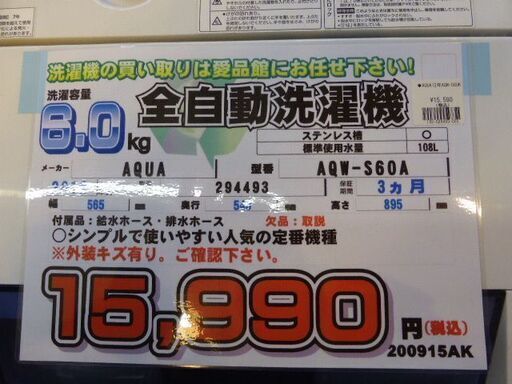 洗濯機の買い取りは愛品館にお任せ下さい!
洗濯容量
6.0kg
全自動洗濯機
ステンレス槽 ○
標準使用水量 108L
メーカー AQUA 型番 AQW-S60A
294493 保証期間 3ヵ月
幅 565 奥行 高さ 895
付属品:給水ホース・排水ホース 欠品:取説
○シンプルで使いやすい人気の定番機種
※外装キズ有り。ご確認下さい。
15,990円(税込)
200915AK